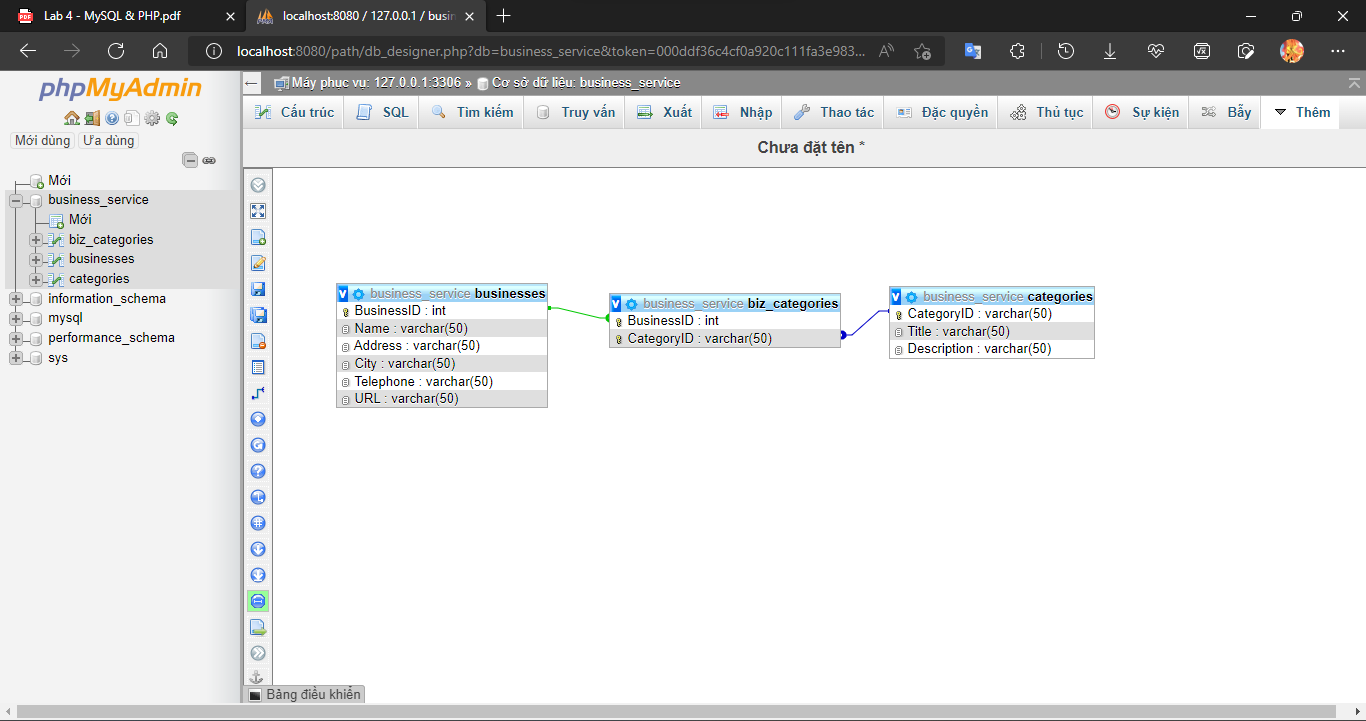 Lab 4 - MySQL & PHP.pdf
localhost:8080 / 127.0.0.1 / busin
localhost:8080/path/db_designer.php?db=business_service&token=000ddf36c4cf0a920c111fa3e983...
phpMyAdmin
Mới dùng Ưa dùng
Mới
business_service
Mới
biz_categories
businesses
categories
information_schema
mysql
performance_schema
sys
Máy phục vụ: 127.0.0.1:3306 » Cơ sở dữ liệu: business_service
Cấu trúc SQL Tìm kiếm Truy vấn Xuất Nhập Thao tác Đặc quyền Thủ tục Sự kiện Bẫy Thêm
Chưa đặt tên *
business_service businesses
BusinessID : int
Name : varchar(50)
Address : varchar(50)
City : varchar(50)
Telephone : varchar(50)
URL : varchar(50)
business_service biz_categories
BusinessID : int
CategoryID : varchar(50)
business_service categories
CategoryID : varchar(50)
Title : varchar(50)
Description : varchar(50)
Bảng điều khiển